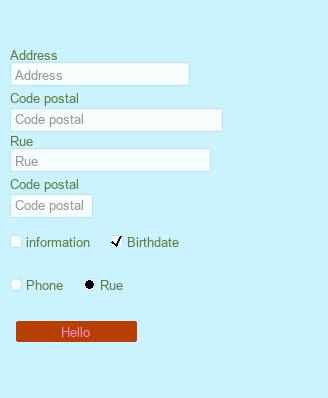 Address
Address
Code postal
Code postal
Rue
Rue
Code postal
Code postal
information Birthdate
Phone Rue
Hello